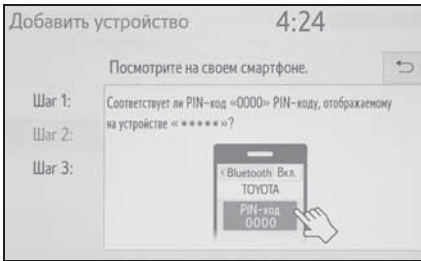 Добавить устройство 4:24
Посмотрите на своем смартфоне.
Шаг 1:
Соответствует ли PIN-код «0000» PIN-коду, отображаемому
на устройстве «*****»?
Шаг 2:
Шаг 3:
<Bluetooth Вкл.
TOYOTA
PIN-код
0000